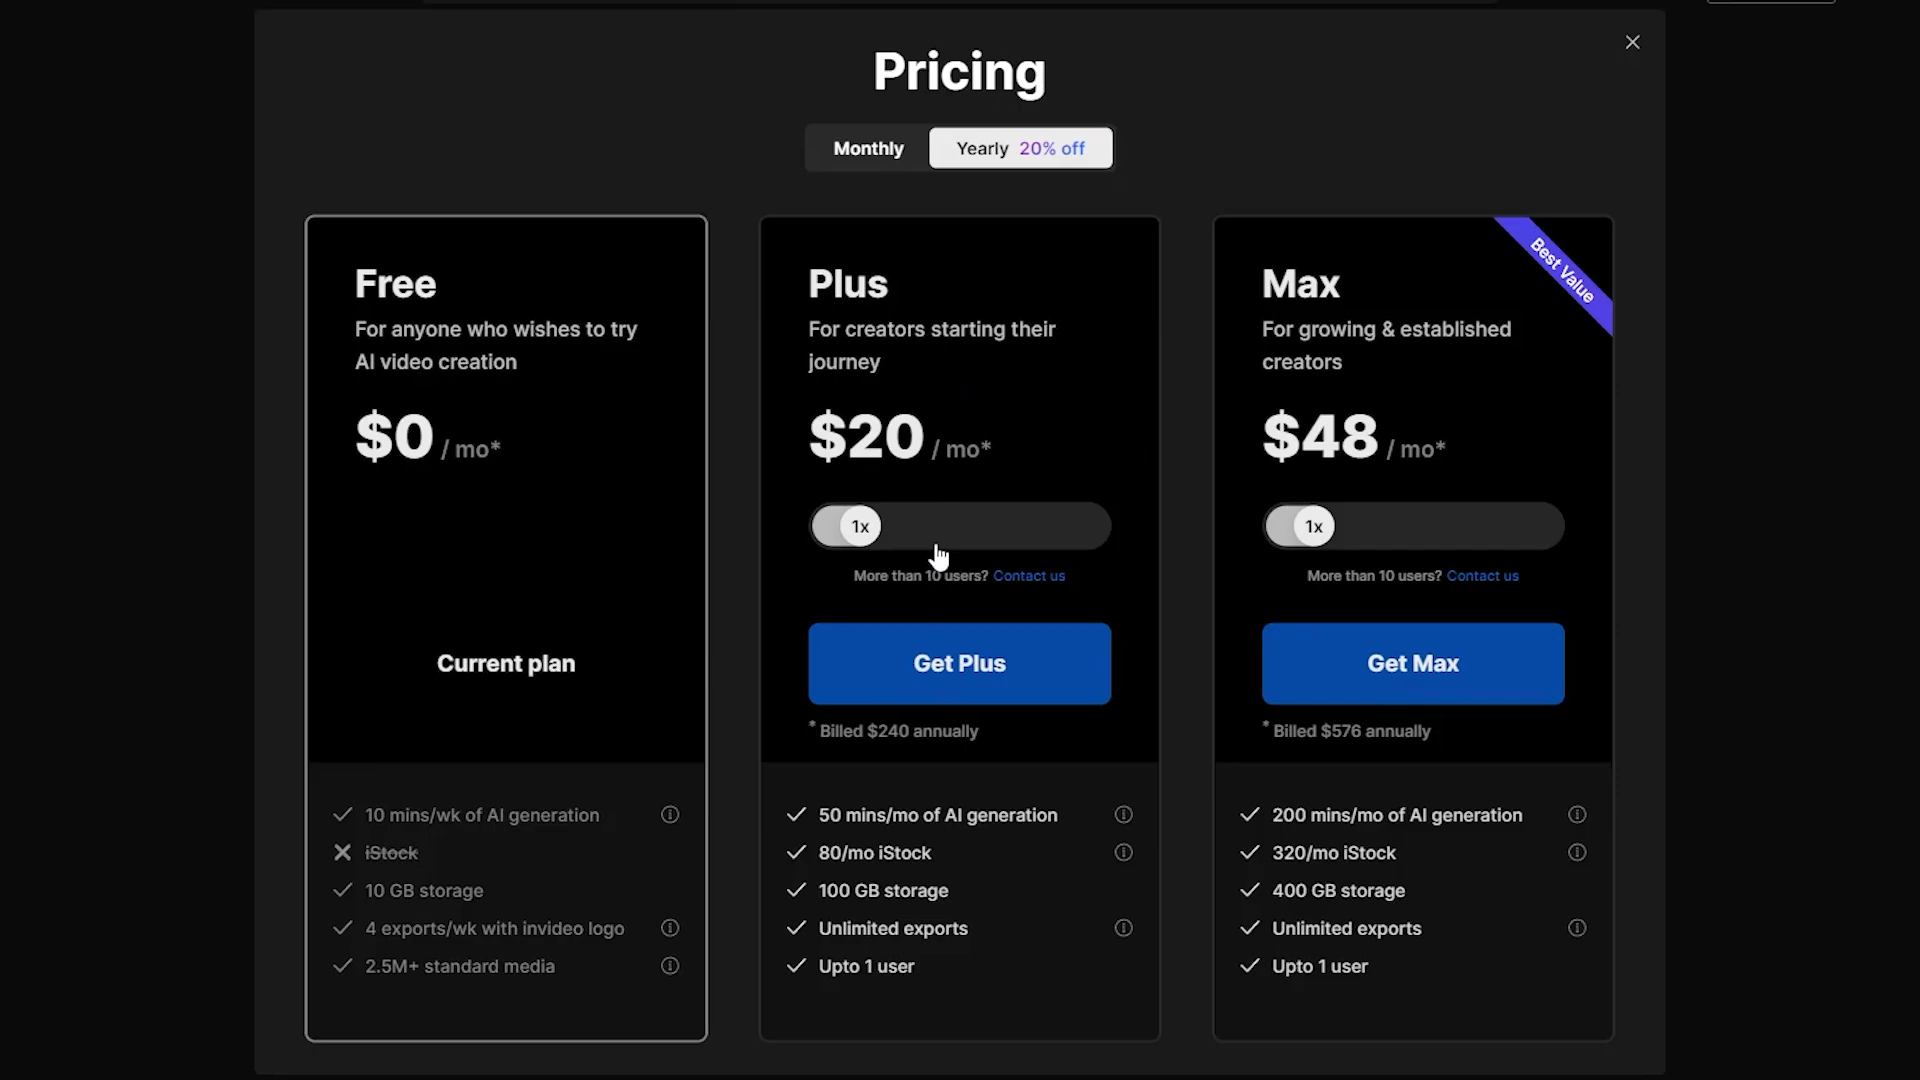 Pricing
Monthly
Yearly 20% off
Free
For anyone who wishes to try
AI video creation
$0 / mo*
Current plan
10 mins/wk of AI generation
iStock
10 GB storage
4 exports/wk with invideo logo
2.5M+ standard media
Plus
For creators starting their
journey
$20 / mo*
1x
More than 10 users? Contact us
Get Plus
* Billed $240 annually
50 mins/mo of AI generation
80/mo iStock
100 GB storage
Unlimited exports
Upto 1 user
Best Value
Max
For growing & established
creators
$48 / mo*
1x
More than 10 users? Contact us
Get Max
* Billed $576 annually
200 mins/mo of AI generation
320/mo iStock
400 GB storage
Unlimited exports
Upto 1 user